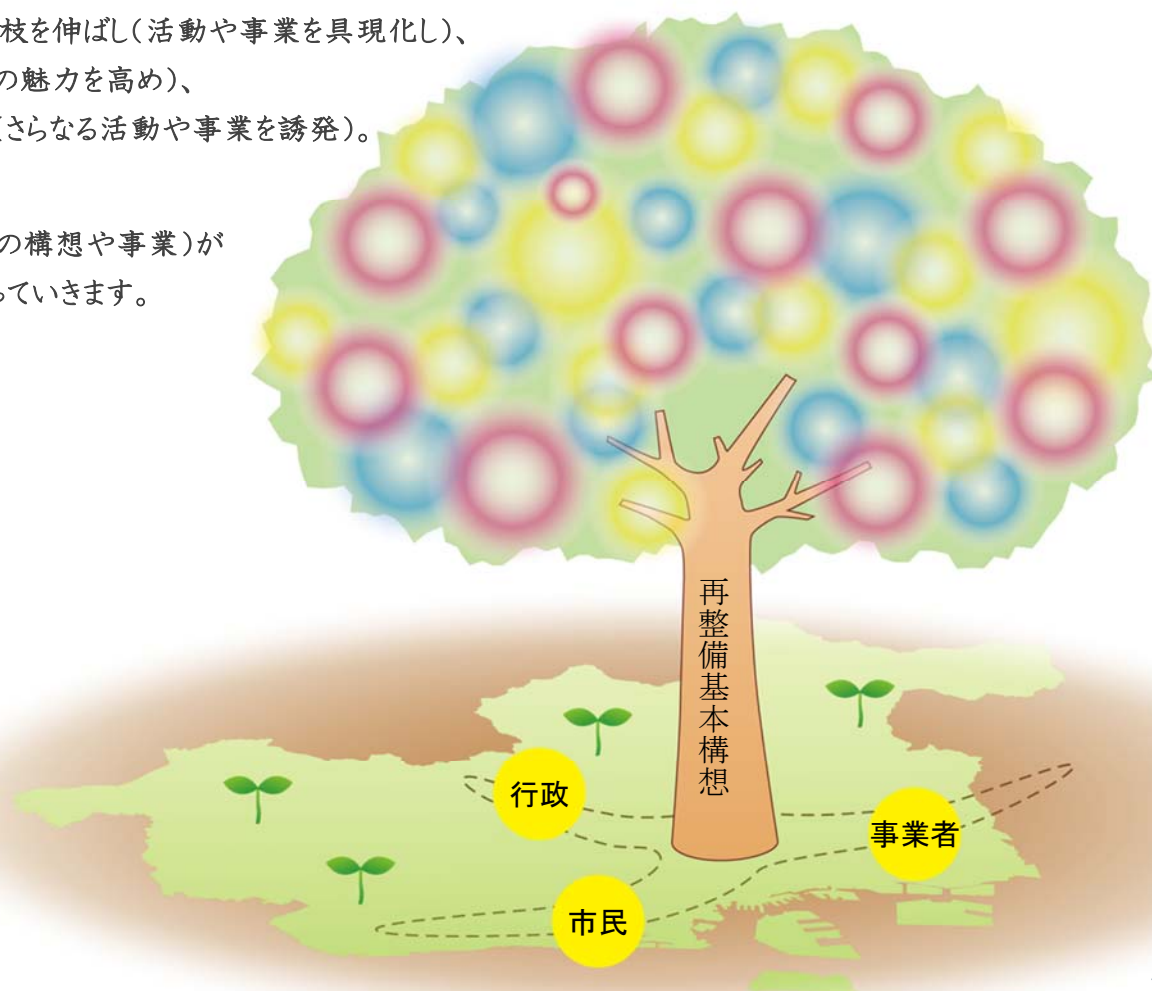 枝を伸ばし（活動や事業を具現化し）、
の魅力を高め）、
（さらなる活動や事業を誘発）。
の構想や事業）が
っていきます。
再整備基本構想
行政
事業者
市民